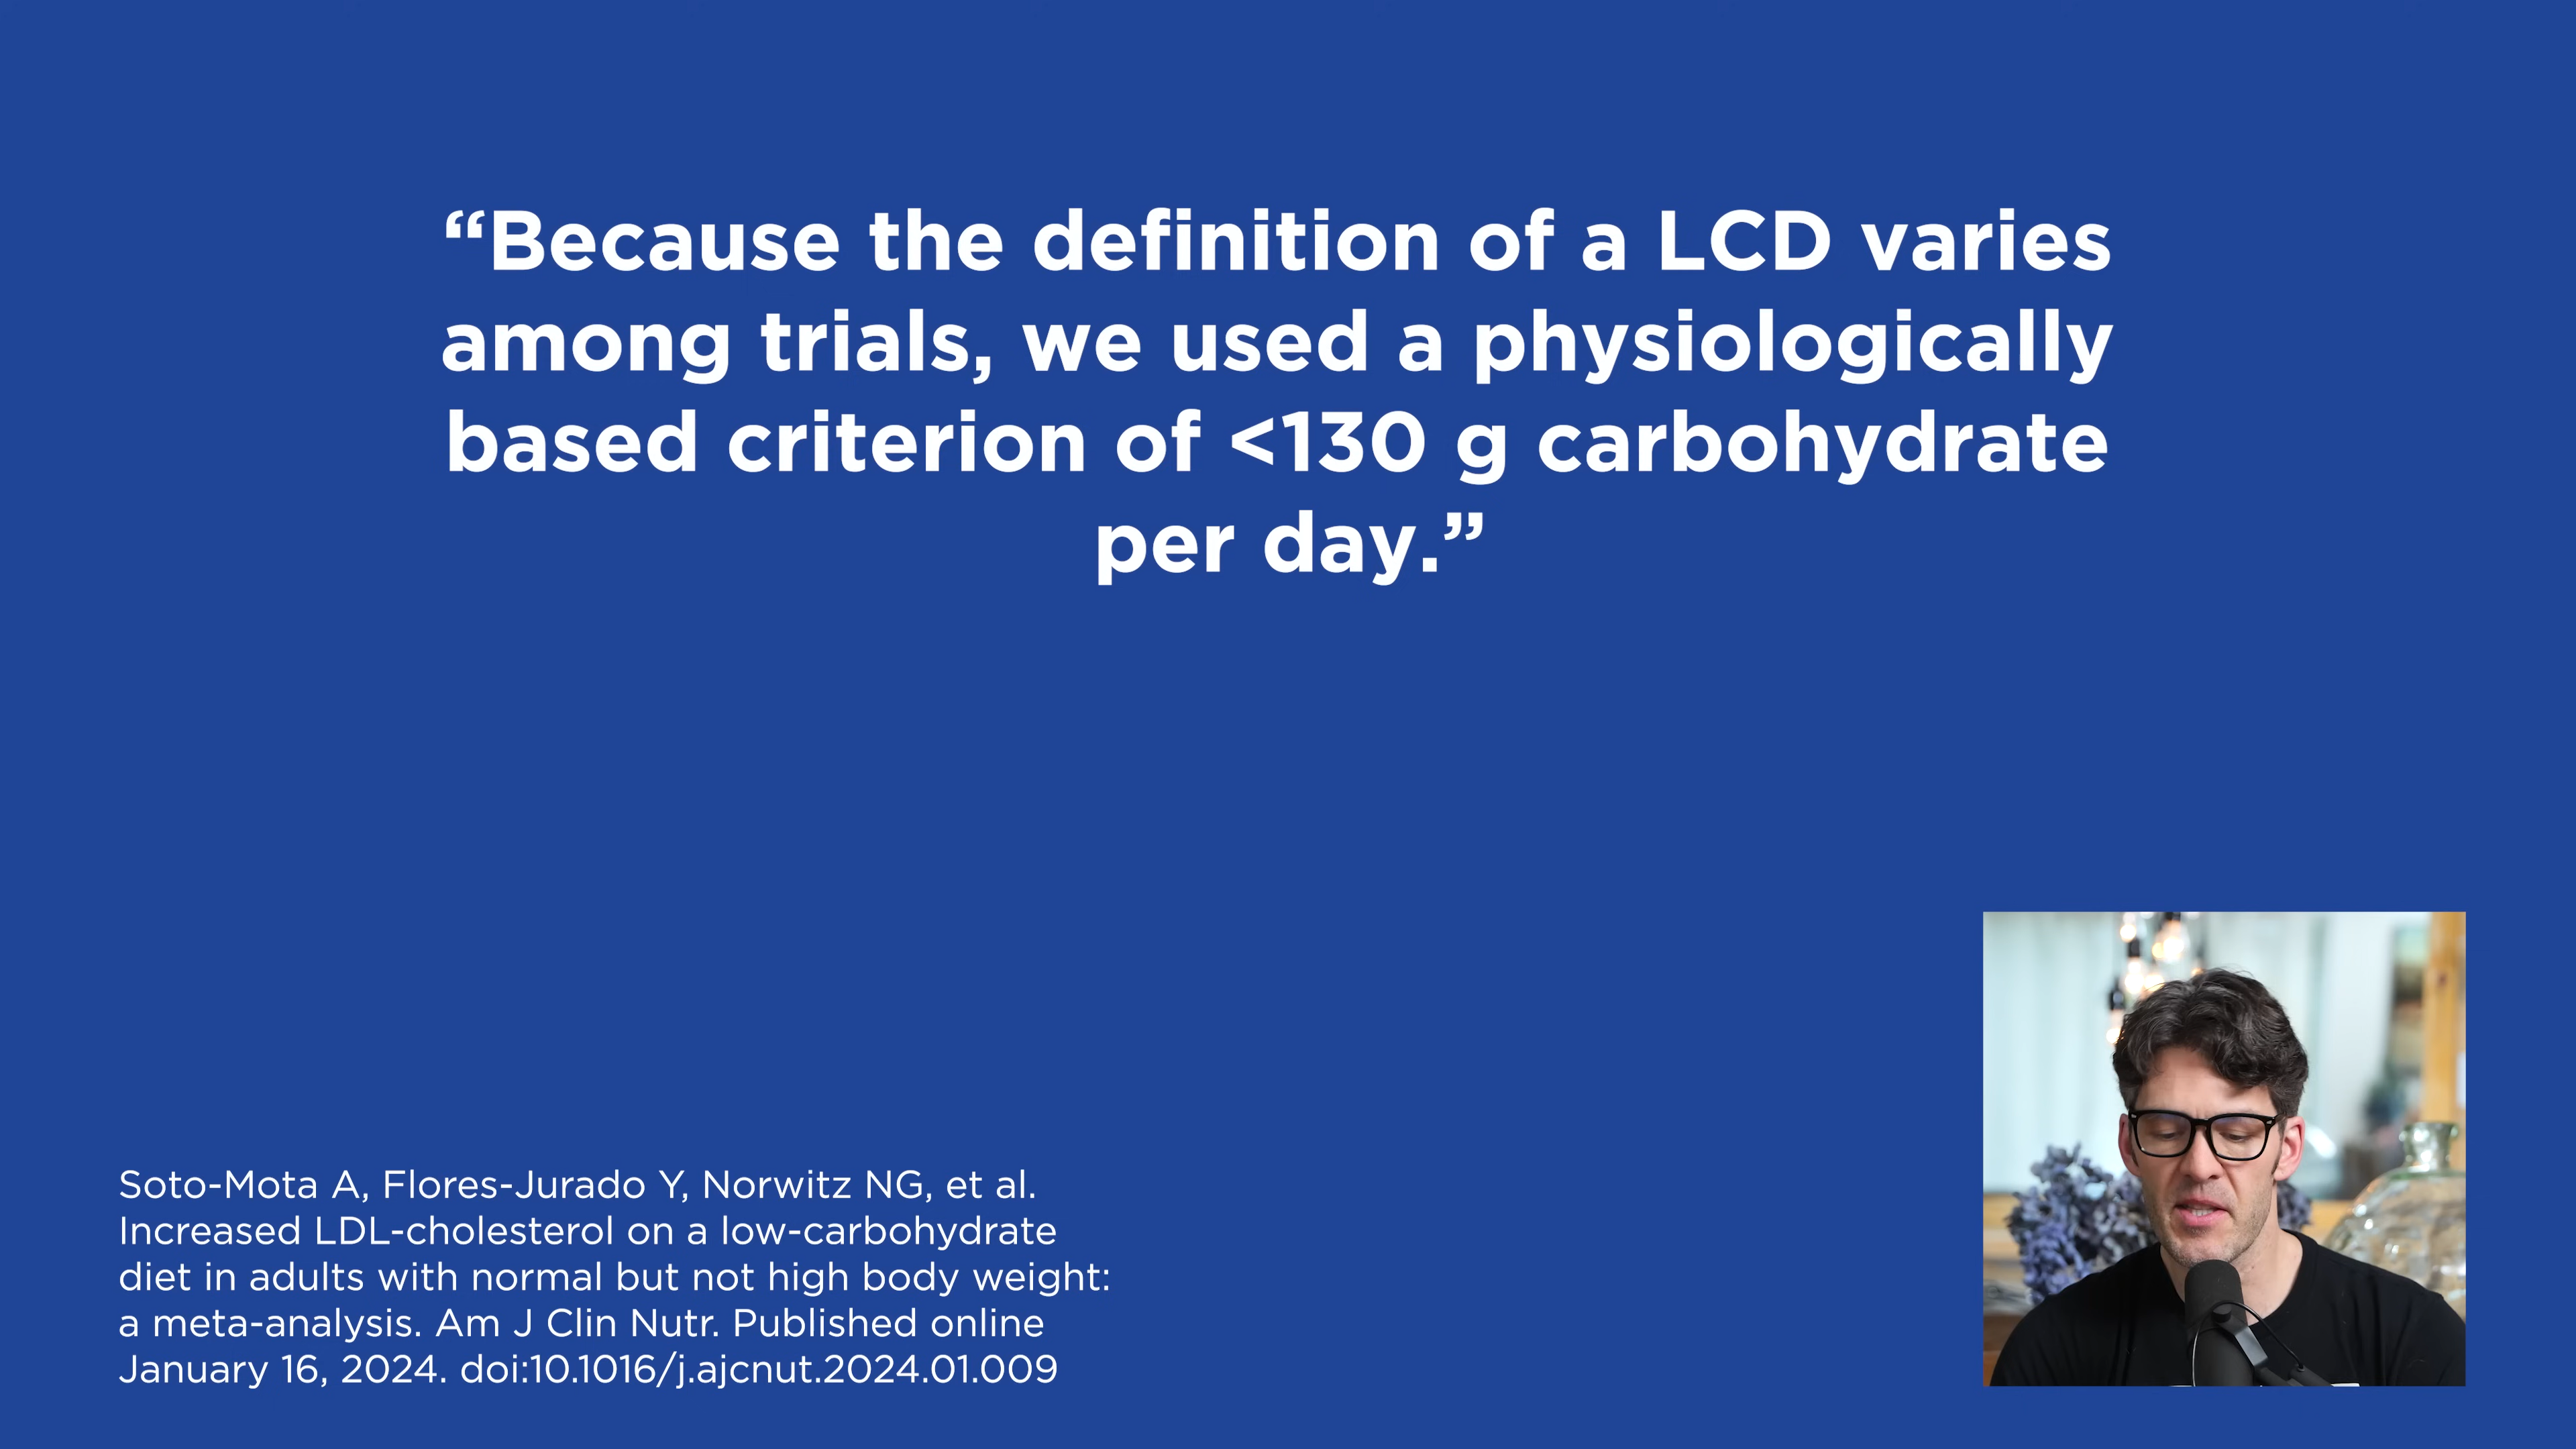 “Because the definition of a LCD varies
among trials, we used a physiologically
based criterion of <130 g carbohydrate
per day.”
Soto-Mota A, Flores-Jurado Y, Norwitz NG, et al.
Increased LDL-cholesterol on a low-carbohydrate
diet in adults with normal but not high body weight:
a meta-analysis. Am J Clin Nutr. Published online
January 16, 2024. doi:10.1016/j.ajcnut.2024.01.009